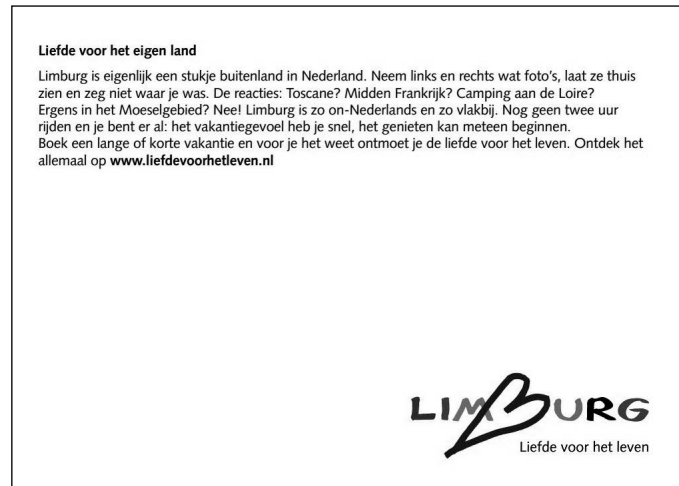 Liefde voor het eigen land
Limburg is eigenlijk een stukje buitenland in Nederland. Neem links en rechts wat foto's, laat ze thuis
zien en zeg niet waar je was. De reacties: Toscane? Midden Frankrijk? Camping aan de Loire?
Ergens in het Moeselgebied? Nee! Limburg is zo on-Nederlands en zo vlakbij. Nog geen twee uur
rijden en je bent er al: het vakantiegevoel heb je snel, het genieten kan meteen beginnen.
Boek een lange of korte vakantie en voor je het weet ontmoet je de liefde voor het leven. Ontdek het
allemaal op www.liefdevoorhetleven.nl
LIMBURG
Liefde voor het leven